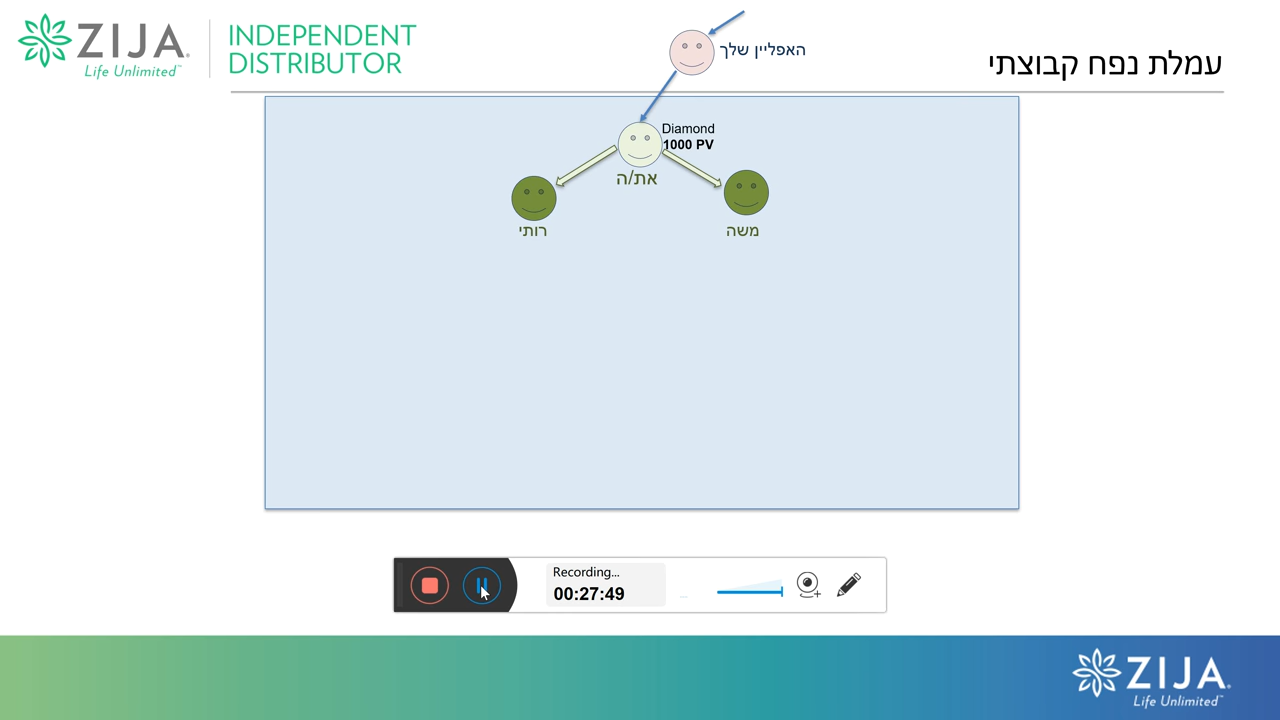 ZIJA
Life Unlimited™
INDEPENDENT
DISTRIBUTOR
האפליין שלך
עמלת נפח קבוצתי
Diamond
1000 PV
את/ה
רותי
משה
Recording...
00:27:49
ZIJA
Life Unlimited™